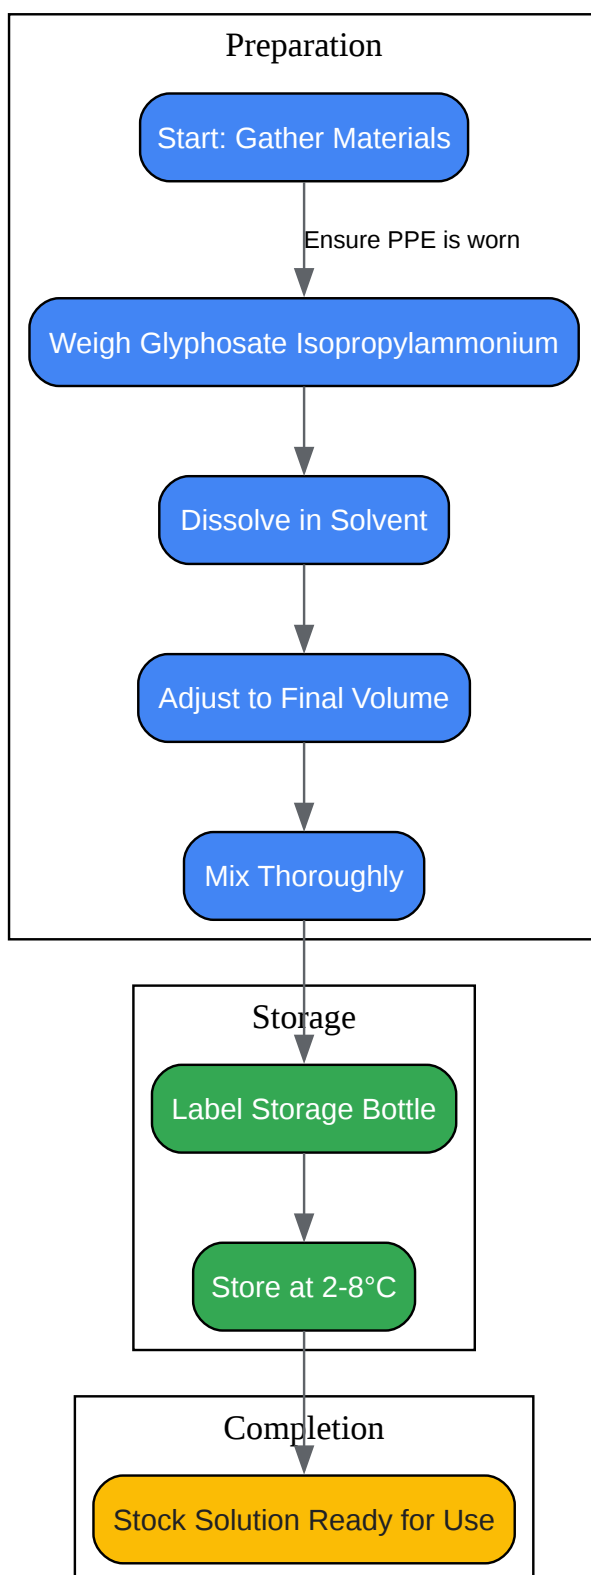 Preparation
Start: Gather Materials
Ensure PPE is worn
Weigh Glyphosate Isopropylammonium
Dissolve in Solvent
Adjust to Final Volume
Mix Thoroughly
Storage
Label Storage Bottle
Store at 2-8°C
Completion
Stock Solution Ready for Use